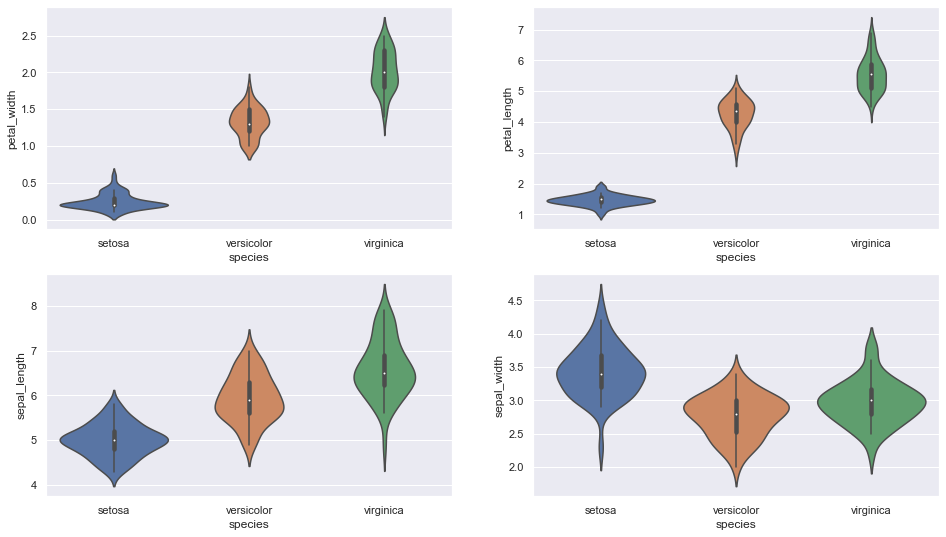 petal_width
2.5
2.0
1.5
1.0
0.5
0.0
setosa versicolor virginica
species
petal_length
7
6
5
4
3
2
1
setosa versicolor virginica
species
sepal_length
8
7
6
5
4
setosa versicolor virginica
species
sepal_width
4.5
4.0
3.5
3.0
2.5
2.0
setosa versicolor virginica
species